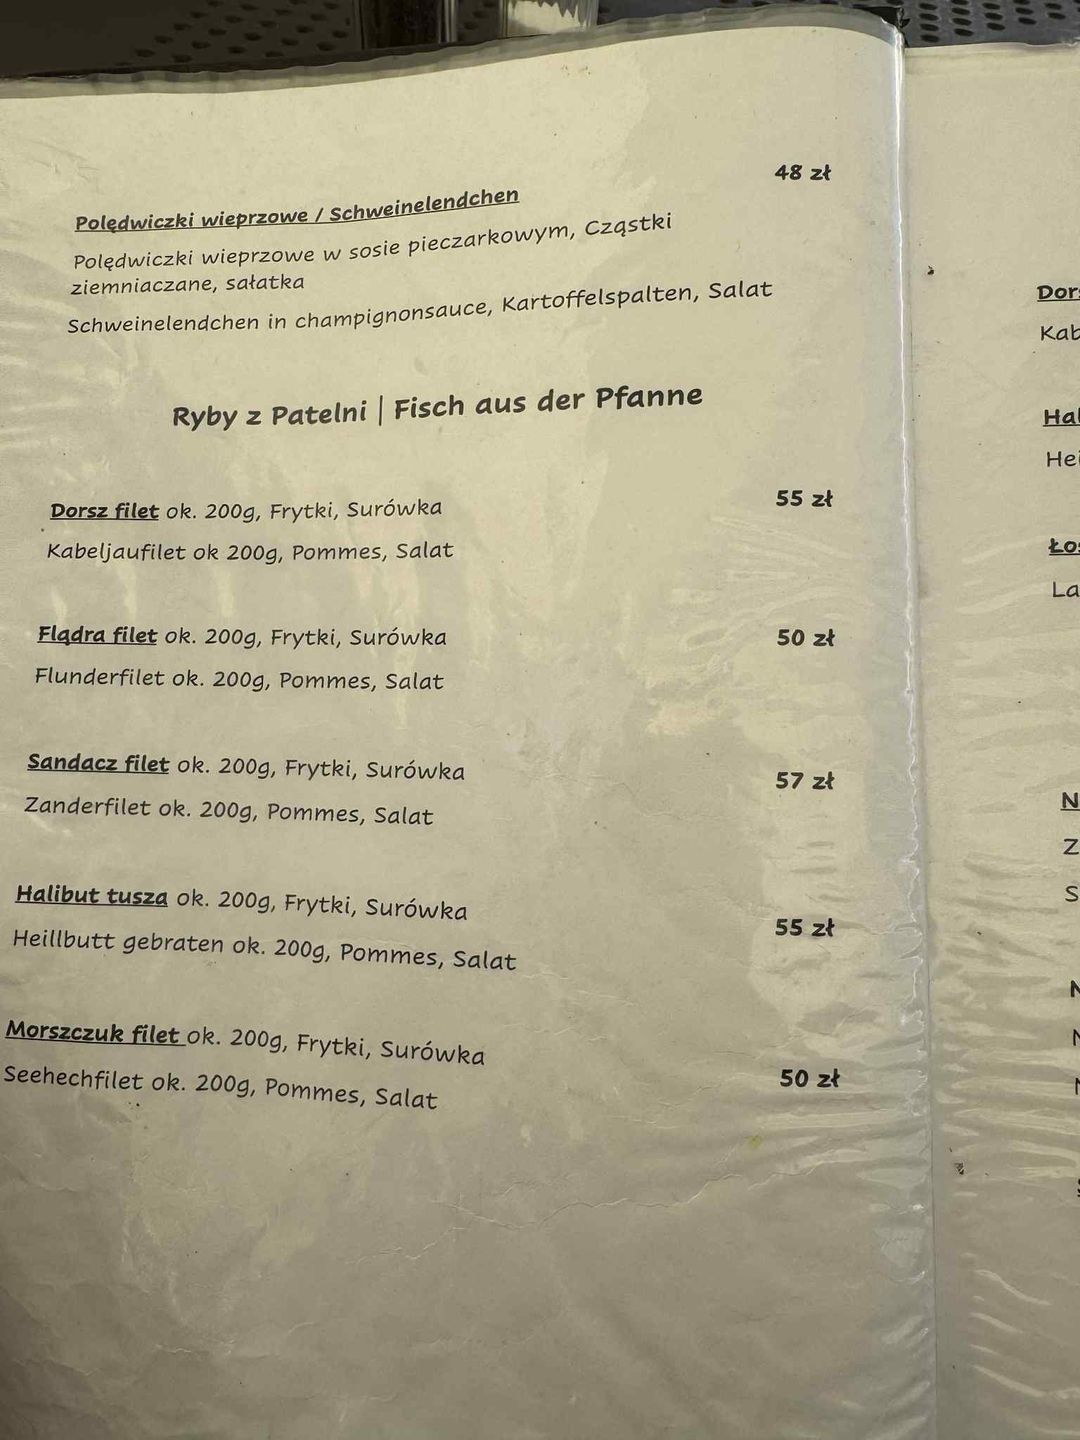 48 zł
Polędwiczki wieprzowe / Schweinelendchen
Polędwiczki wieprzowe w sosie pieczarkowym, Cząstki
ziemniaczane, sałatka
Schweinelendchen in champignonsauce, Kartoffelspalten, Salat
Ryby z Patelni | Fisch aus der Pfanne
Dorsz filet ok. 200g, Frytki, Surówka 55 zł
Kabeljaufilet ok 200g, Pommes, Salat
Flądra filet ok. 200g, Frytki, Surówka 50 zł
Flunderfilet ok. 200g, Pommes, Salat
Sandacz filet ok. 200g, Frytki, Surówka 57 zł
Zanderfilet ok. 200g, Pommes, Salat
Halibut tusza ok. 200g, Frytki, Surówka 55 zł
Heillbutt gebraten ok. 200g, Pommes, Salat
Morszczuk filet ok. 200g, Frytki, Surówka 50 zł
Seehechfilet ok. 200g, Pommes, Salat